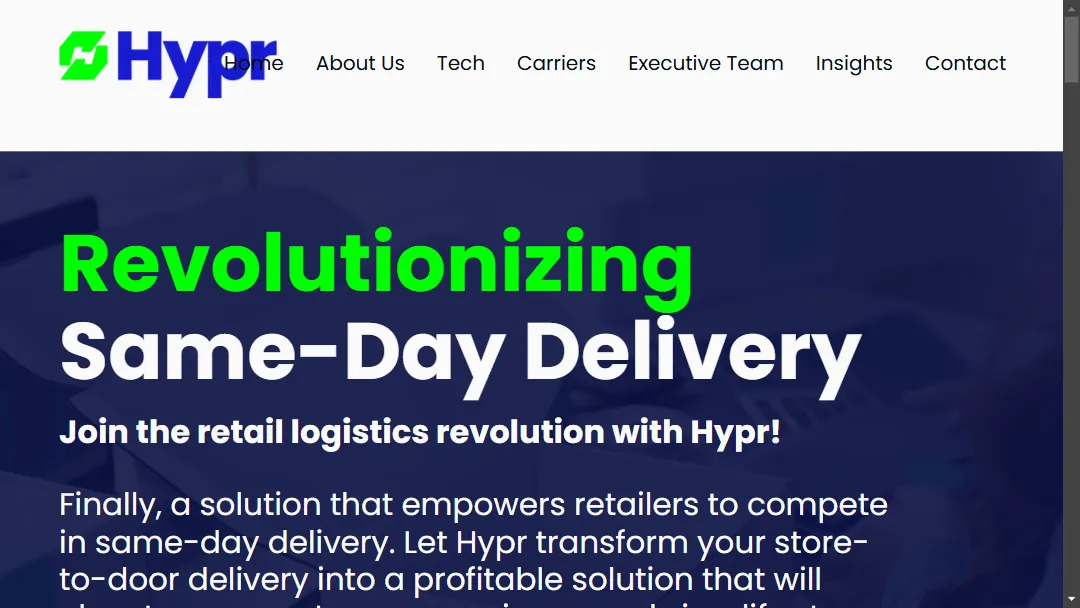 Hypr
Home About Us Tech Carriers Executive Team Insights Contact
Revolutionizing
Same-Day Delivery
Join the retail logistics revolution with Hypr!
Finally, a solution that empowers retailers to compete
in same-day delivery. Let Hypr transform your store-
to-door delivery into a profitable solution that will